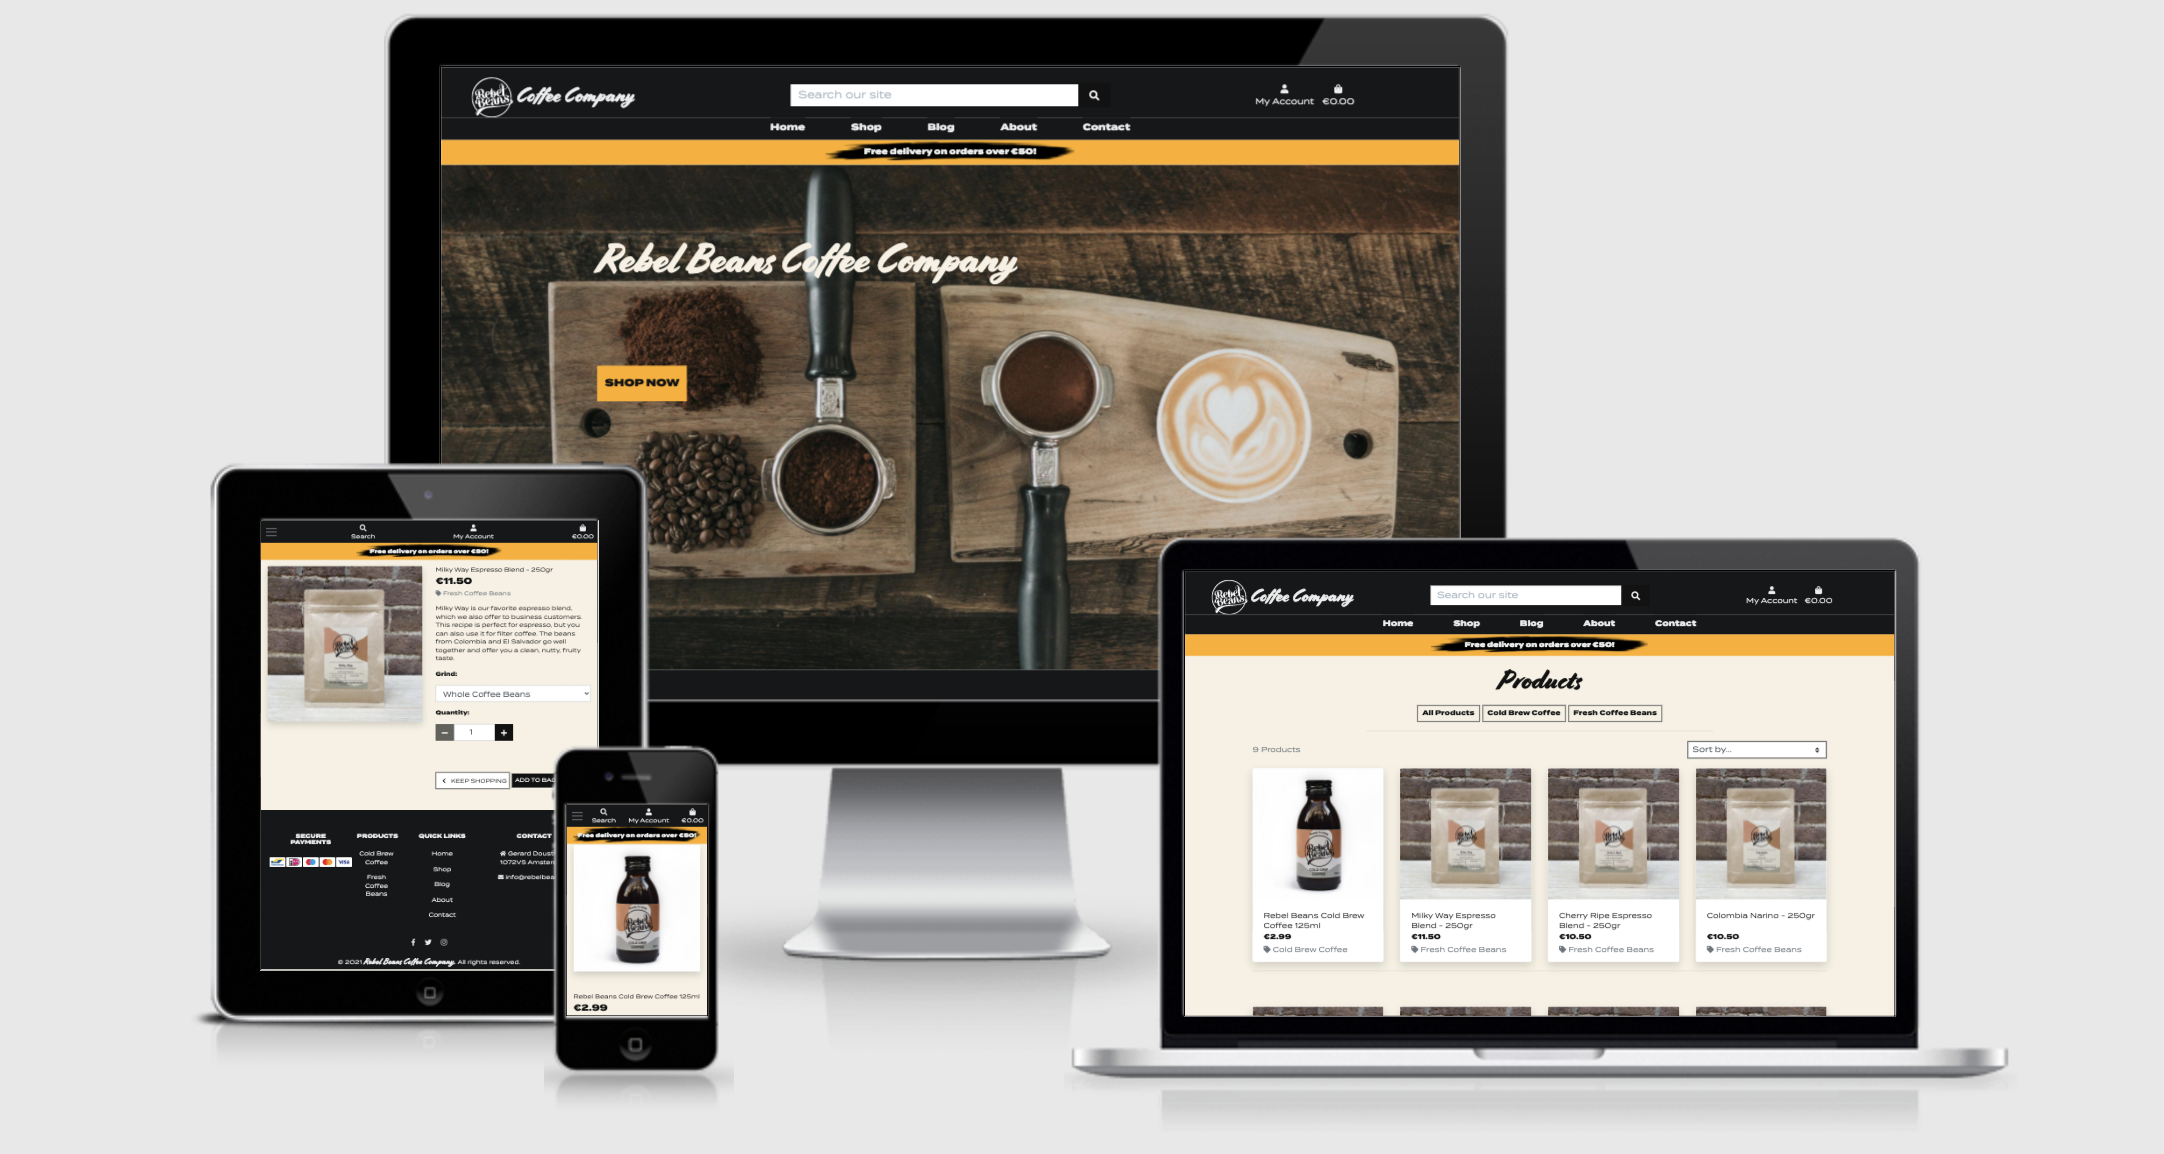 Rebel Beans Coffee Company
Search our site
My Account €0.00
Home Shop Blog About Contact
Free delivery on orders over €50!
Rebel Beans Coffee Company
SHOP NOW
Search My Account €0.00
Free delivery on orders over €50!
Milky Way Espresso Blend - 250gr
€11.50
Fresh Coffee Beans
Milky Way is our favorite espresso blend,
which we also offer to business customers.
This recipe is perfect for espresso, but you
can also use it for filter coffee. The beans
from Colombia and El Salvador go well
together and offer you a clean, nutty, fruity
taste.
Grind:
Whole Coffee Beans
Quantity:
1
KEEP SHOPPING ADD TO BA
SECURE
PAYMENTS
VISA
PRODUCTS
Cold Brew
Coffee
Fresh
Coffee
Beans
QUICK LINKS
Home
Shop
Blog
About
Contact
CONTACT
Gerard Dous
1072VS Amster
info@rebelbea
© 2021 Rebel Beans Coffee Company. All rights reserved.
Search My Account €0.00
Free delivery on orders over €50!
Rebel Beans
Rebel Beans Cold Brew Coffee 125ml
€2.99
Rebel Beans Coffee Company
Search our site
My Account €0.00
Home Shop Blog About Contact
Free delivery on orders over €50!
Products
All Products Cold Brew Coffee Fresh Coffee Beans
9 Products
Sort by...
Rebel Beans Cold Brew
Coffee 125ml
€2.99
Cold Brew Coffee
Milky Way Espresso
Blend - 250gr
€11.50
Fresh Coffee Beans
Cherry Ripe Espresso
Blend - 250gr
€10.50
Fresh Coffee Beans
Colombia Narino - 250gr
€10.50
Fresh Coffee Beans